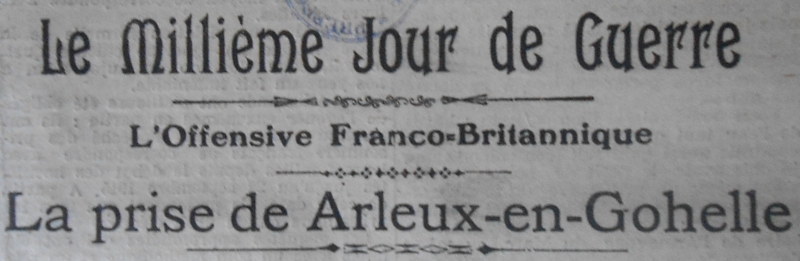 Le Millième Jour de Guerre
L'Offensive Franco=Britannique
La prise de Arleux-en-Gohelle